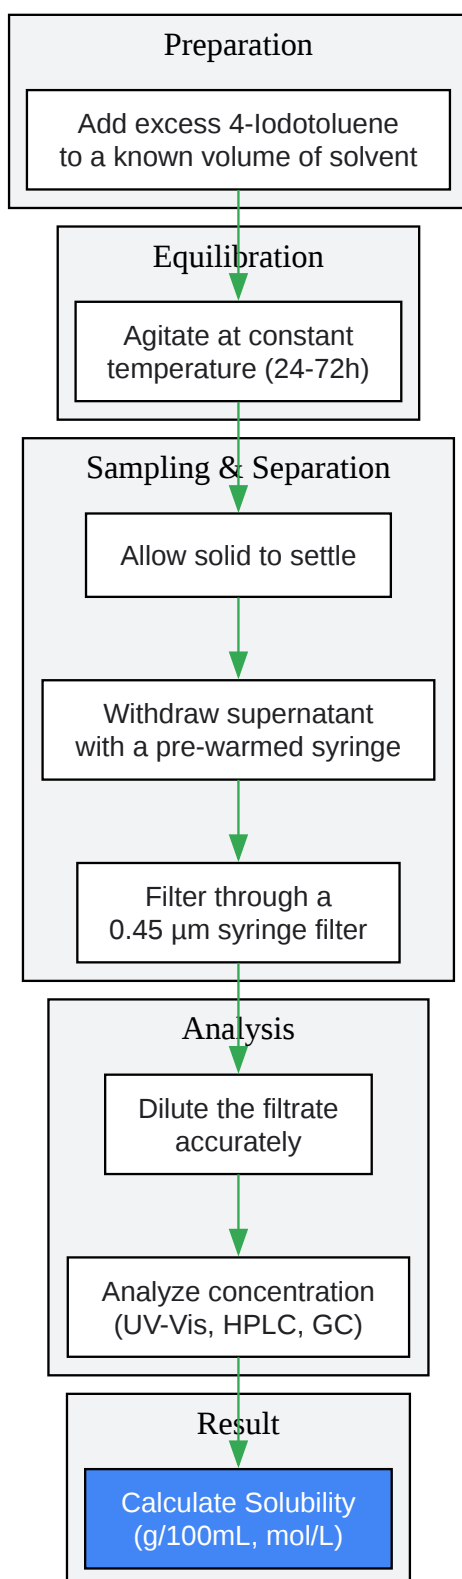 Preparation
Add excess 4-Iodotoluene
to a known volume of solvent
Equilibration
Agitate at constant
temperature (24-72h)
Sampling & Separation
Allow solid to settle
Withdraw supernatant
with a pre-warmed syringe
Filter through a
0.45 µm syringe filter
Analysis
Dilute the filtrate
accurately
Analyze concentration
(UV-Vis, HPLC, GC)
Result
Calculate Solubility
(g/100mL, mol/L)